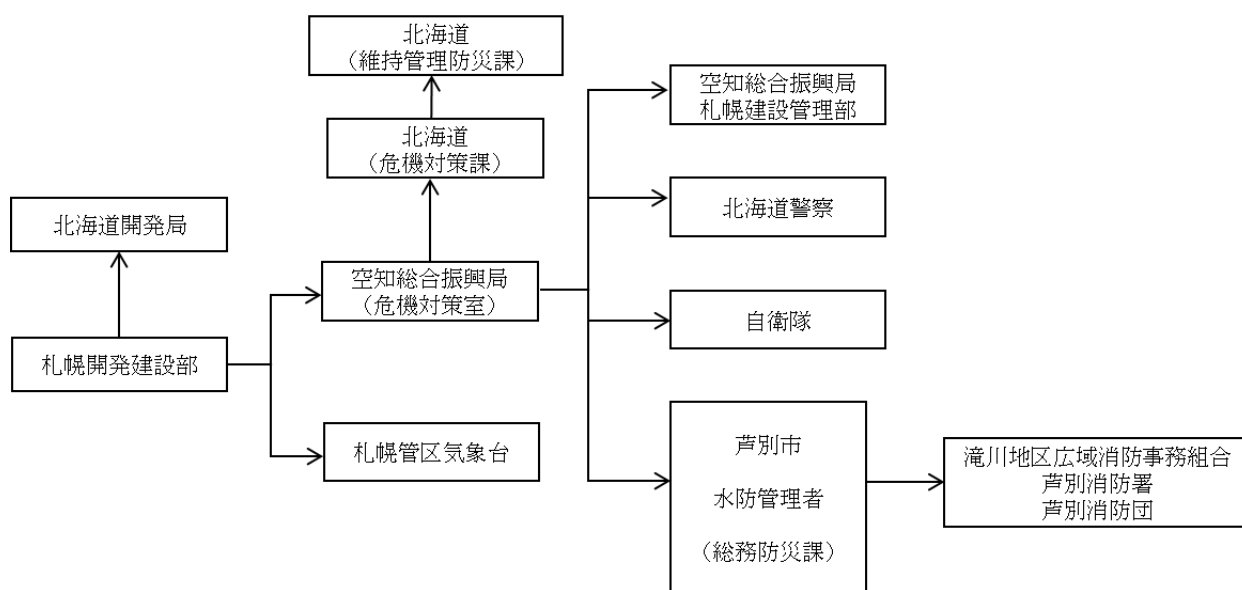 北海道
（維持管理防災課）
北海道
（危機対策課）
北海道開発局
空知総合振興局
（危機対策室）
札幌開発建設部
札幌管区気象台
空知総合振興局
札幌建設管理部
北海道警察
自衛隊
芦別市
水防管理者
（総務防災課）
滝川地区広域消防事務組合
芦別消防署
芦別消防団